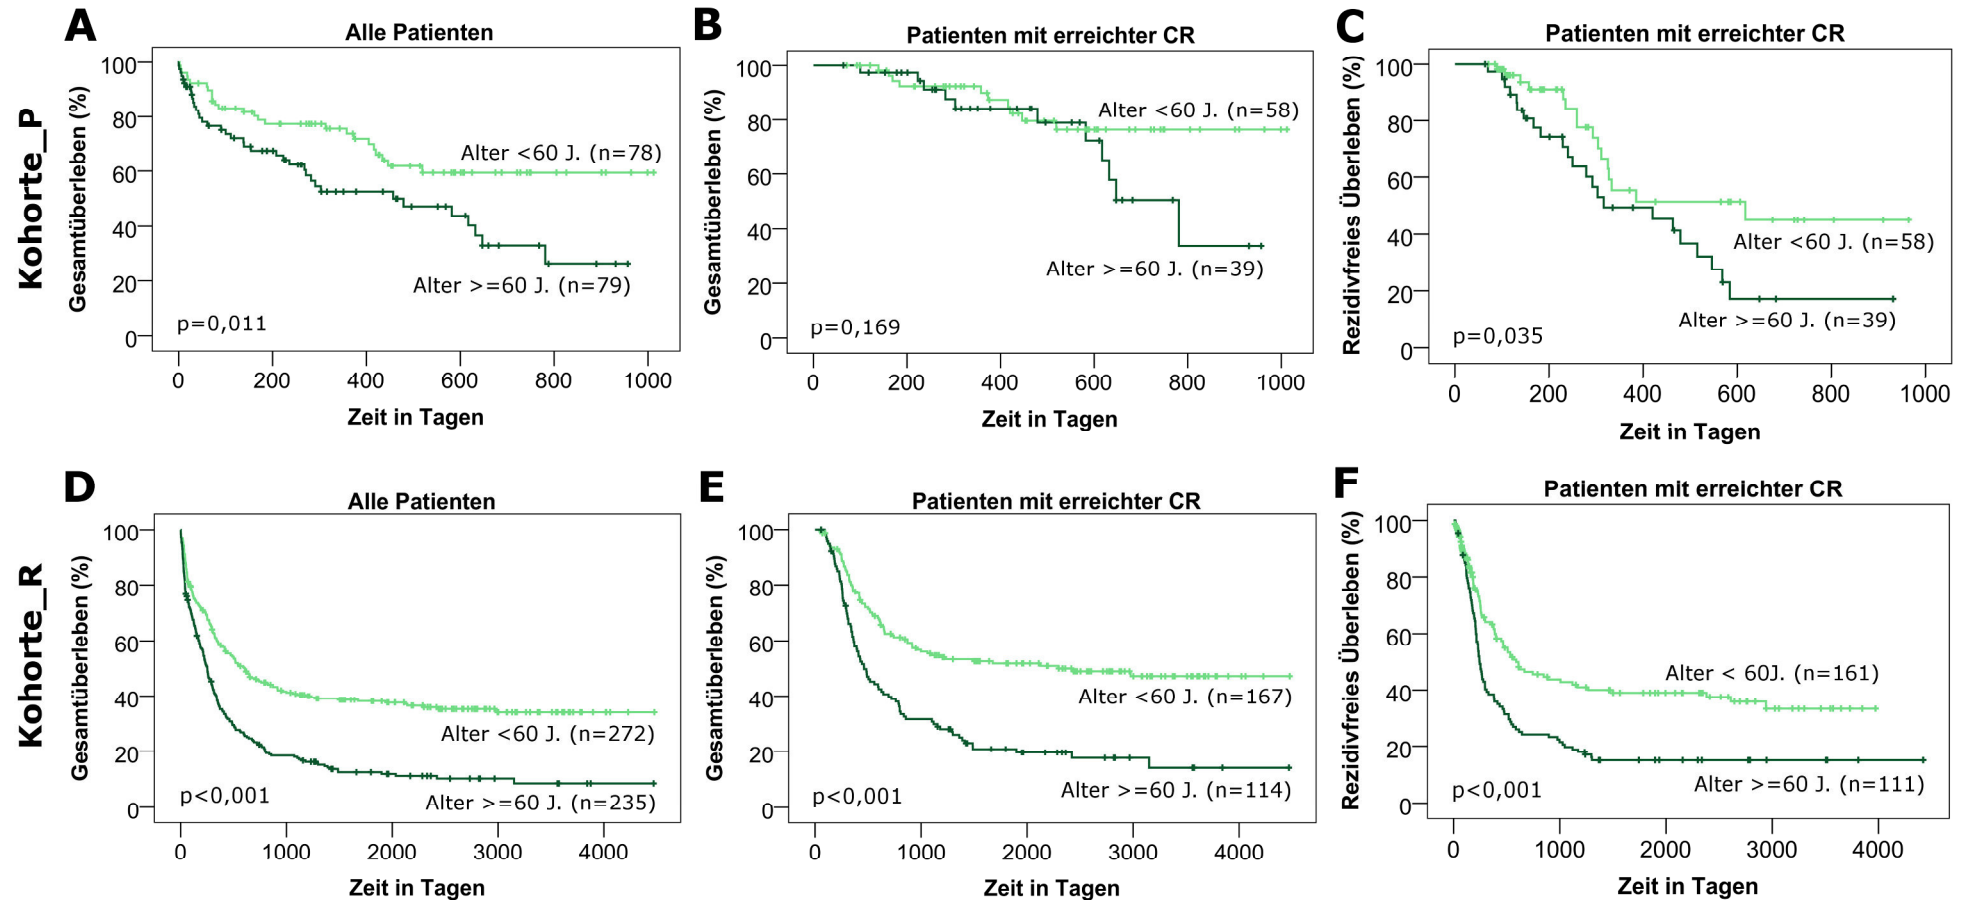 Kohorte_P
A
Alle Patienten
Gesamtüberleben (%)
100
80
60
40
20
0
Alter <60 J. (n=78)
Alter >=60 J. (n=79)
p=0,011
0 200 400 600 800 1000
Zeit in Tagen
B
Patienten mit erreichter CR
Gesamtüberleben (%)
100
80
60
40
20
0
Alter <60 J. (n=58)
Alter >=60 J. (n=39)
p=0,169
0 200 400 600 800 1000
Zeit in Tagen
C
Patienten mit erreichter CR
Rezidivfreies Überleben (%)
100
80
60
40
20
0
Alter <60 J. (n=58)
Alter >=60 J. (n=39)
p=0,035
0 200 400 600 800 1000
Zeit in Tagen
Kohorte_R
D
Alle Patienten
Gesamtüberleben (%)
100
80
60
40
20
0
Alter <60 J. (n=272)
Alter >=60 J. (n=235)
p<0,001
0 1000 2000 3000 4000
Zeit in Tagen
E
Patienten mit erreichter CR
Gesamtüberleben (%)
100
80
60
40
20
0
Alter <60 J. (n=167)
Alter >=60 J. (n=114)
p<0,001
0 1000 2000 3000 4000
Zeit in Tagen
F
Patienten mit erreichter CR
Rezidivfreies Überleben (%)
100
80
60
40
20
0
Alter < 60J. (n=161)
Alter >=60 J. (n=111)
p<0,001
0 1000 2000 3000 4000
Zeit in Tagen